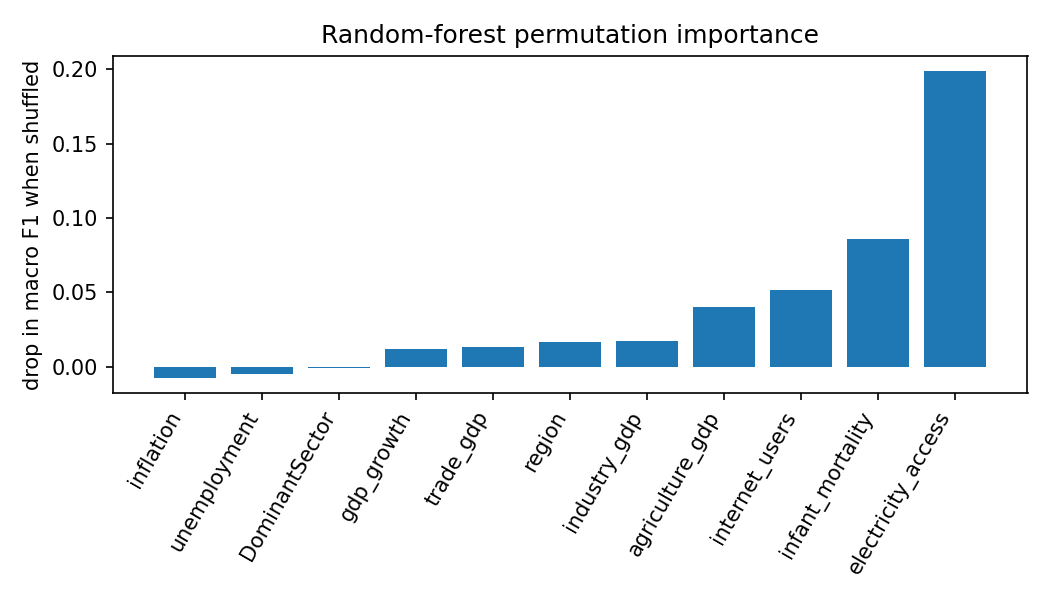 Random-forest permutation importance
drop in macro F1 when shuffled
0.20
0.15
0.10
0.05
0.00
inflation
unemployment
DominantSector
gdp_growth
trade_gdp
region
industry_gdp
agriculture_gdp
internet_users
infant_mortality
electricity_access